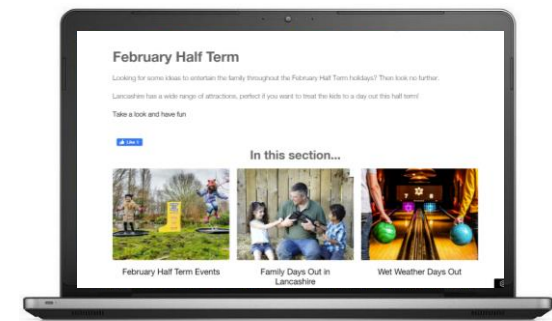 February Half Term
Looking for some ideas to entertain the family throughout the February Half Term holidays? Then look no further.
Lancashire has a wide range of attractions, perfect if you want to treat the kids to a day out this half term!
Take a look and have fun
Like
In this section...
February Half Term Events
Family Days Out in
Lancashire
Wet Weather Days Out